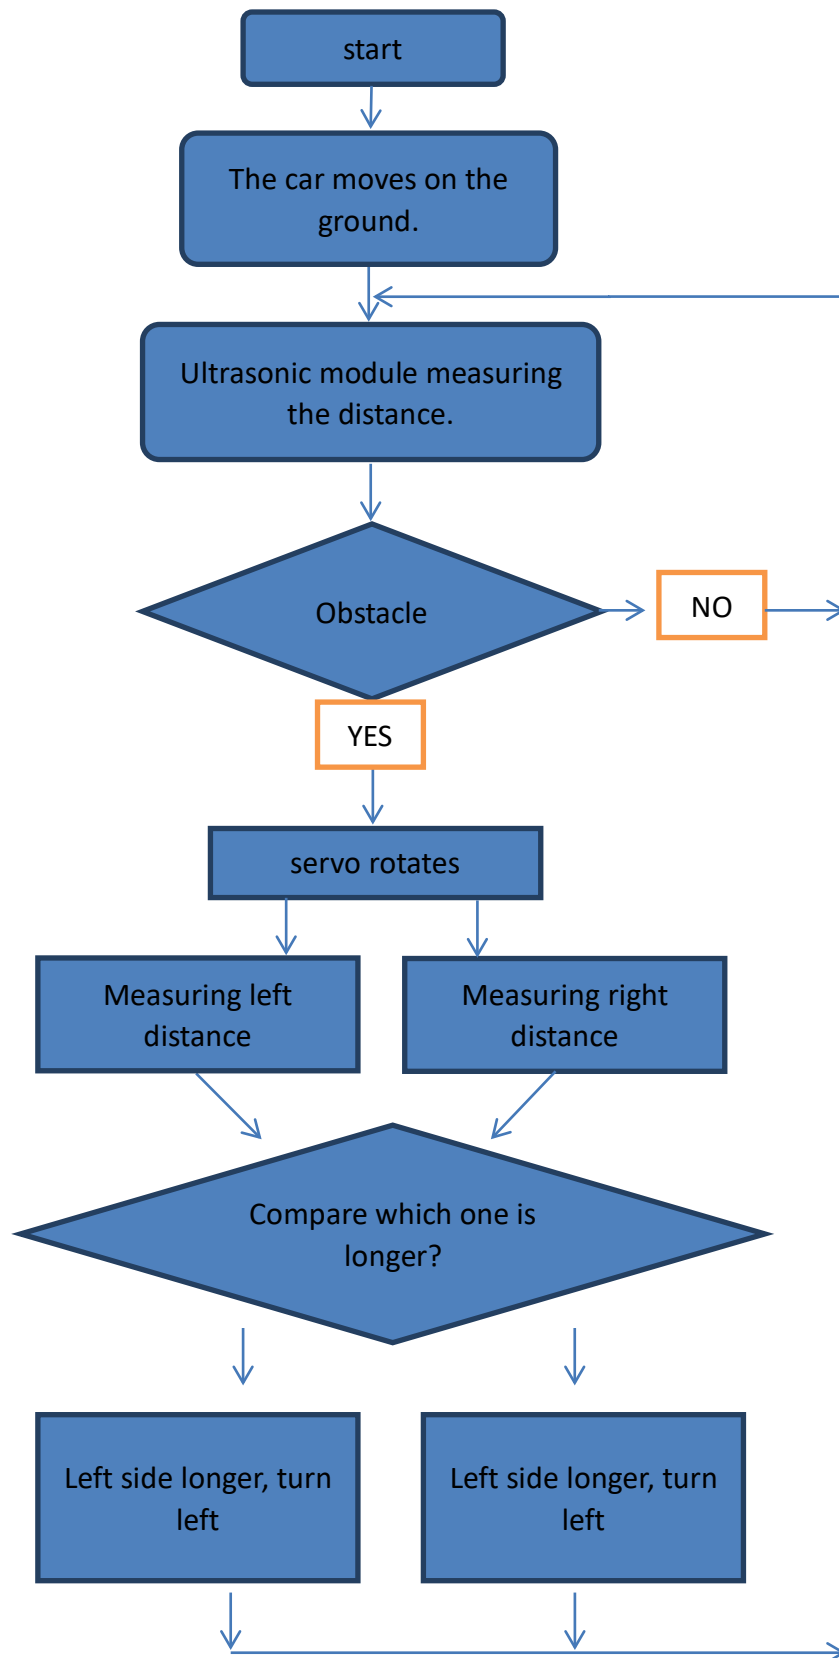 start
The car moves on the
ground.
Ultrasonic module measuring
the distance.
Obstacle
NO
YES
servo rotates
Measuring left
distance
Measuring right
distance
Compare which one is
longer?
Left side longer, turn
left
Left side longer, turn
left